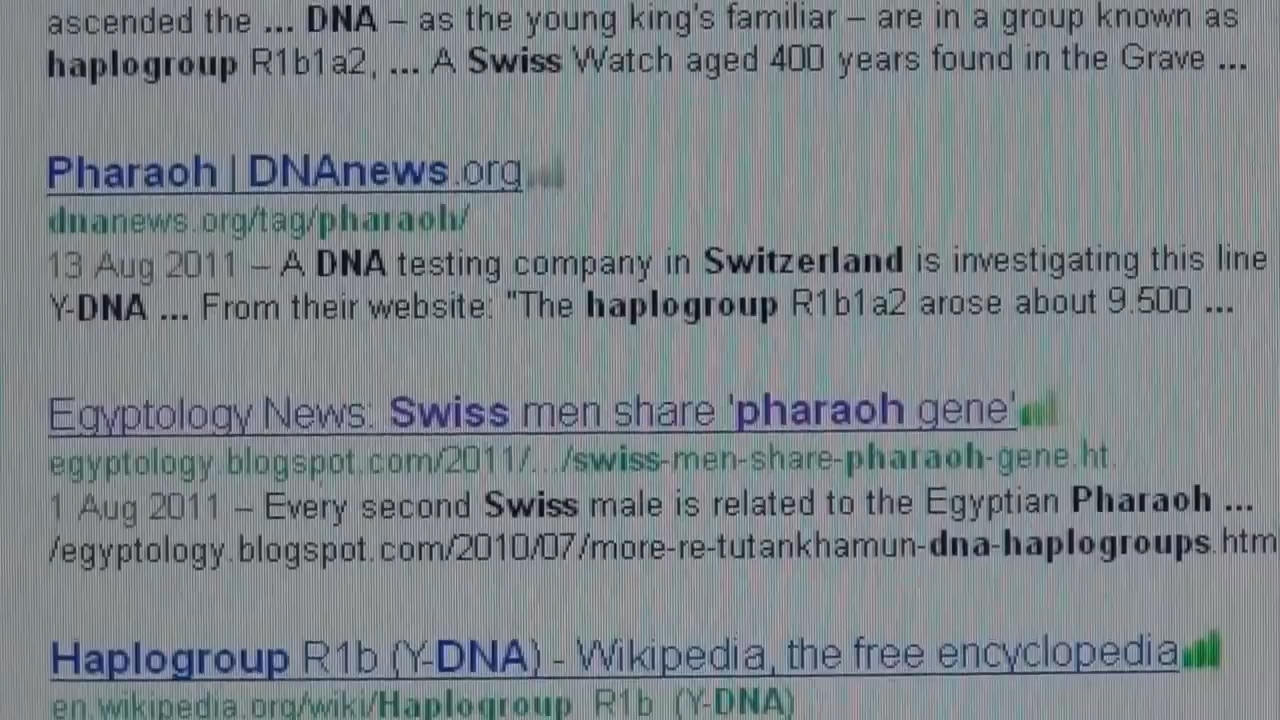 ascended the ... DNA – as the young king's familiar – are in a group known as
haplogroup R1b1a2, ... A Swiss Watch aged 400 years found in the Grave ...
Pharaoh | DNAnews.org
dnanews.org/tag/pharaoh/
13 Aug 2011 – A DNA testing company in Switzerland is investigating this line
Y-DNA ... From their website: "The haplogroup R1b1a2 arose about 9.500 ...
Egyptology News: Swiss men share 'pharaoh gene'
egyptology.blogspot.com/2011/.../swiss-men-share-pharaoh-gene.ht.
1 Aug 2011 – Every second Swiss male is related to the Egyptian Pharaoh ...
/egyptology.blogspot.com/2010/07/more-re-tutankhamun-dna-haplogroups.htm
Haplogroup R1b (Y-DNA) - Wikipedia, the free encyclopedia
en.wikipedia.org/wiki/Haplogroup_R1b_(Y-DNA)